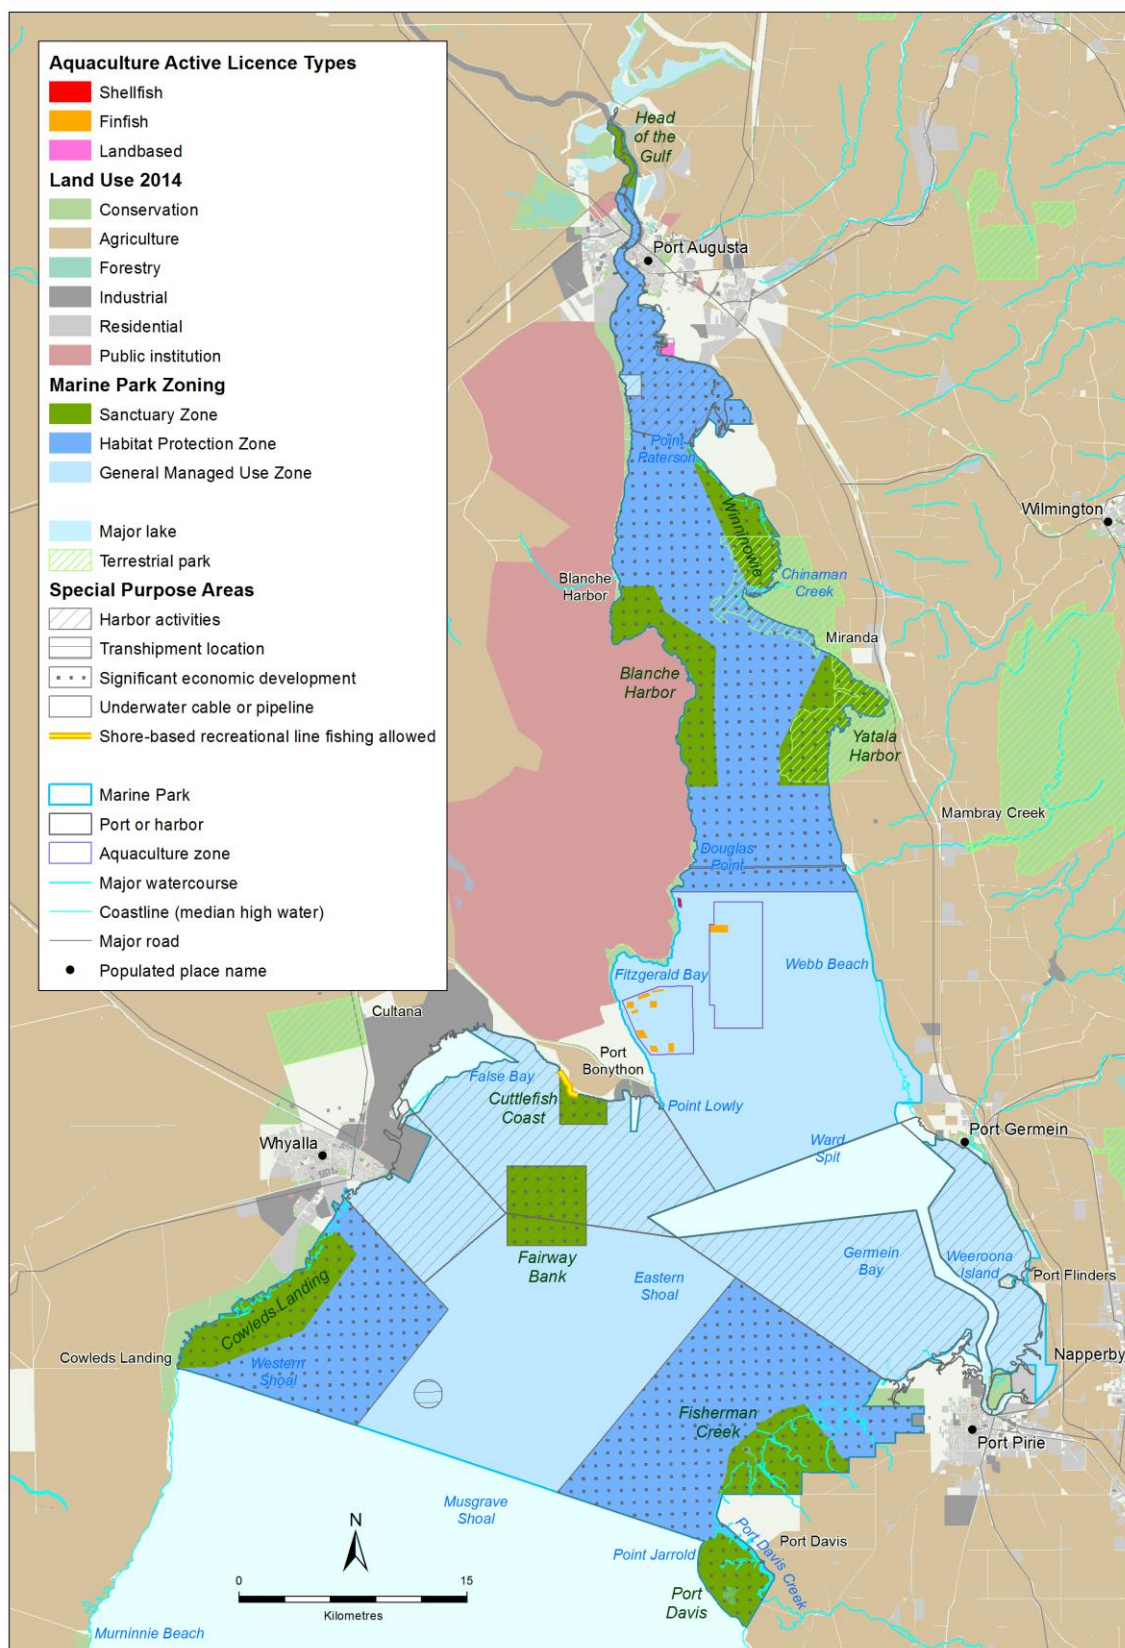 Aquaculture Active Licence Types
Shellfish
Finfish
Landbased
Land Use 2014
Conservation
Agriculture
Forestry
Industrial
Residential
Public institution
Marine Park Zoning
Sanctuary Zone
Habitat Protection Zone
General Managed Use Zone
Major lake
Terrestrial park
Special Purpose Areas
Harbor activities
Transhipment location
Significant economic development
Underwater cable or pipeline
Shore-based recreational line fishing allowed
Marine Park
Port or harbor
Aquaculture zone
Major watercourse
Coastline (median high water)
Major road
Populated place name
Head
of the
Gulf
Port Augusta
Point
Paterson
Winninowie
Wilmington
Blanche
Harbor
Chinaman
Creek
Miranda
Blanche
Harbor
Yatala
Harbor
Mambray Creek
Douglas
Point
Fitzgerald Bay
Webb Beach
Cultana
Port
Bonython
False Bay
Cuttlefish
Coast
Point Lowly
Port Germein
Whyalla
Ward
Spit
Fairway
Bank
Germein
Bay
Weeroona
Island
Eastern
Shoal
Port Flinders
Cowleds Landing
Cowleds Landing
Western
Shoal
Napperby
Fisherman
Creek
Port Pirie
Musgrave
Shoal
N
Port Davis
Point Jarrold
Port Davis Creek
Port
Davis
0
15
Kilometres
Murninnie Beach